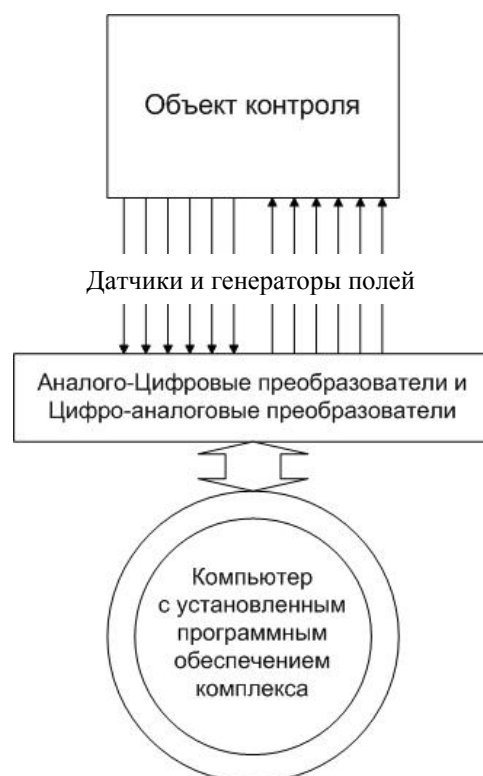 Объект контроля
Датчики и генераторы полей
Аналого-Цифровые преобразователи и
Цифро-аналоговые преобразователи
Компьютер
с установленным
программным
обеспечением
комплекса